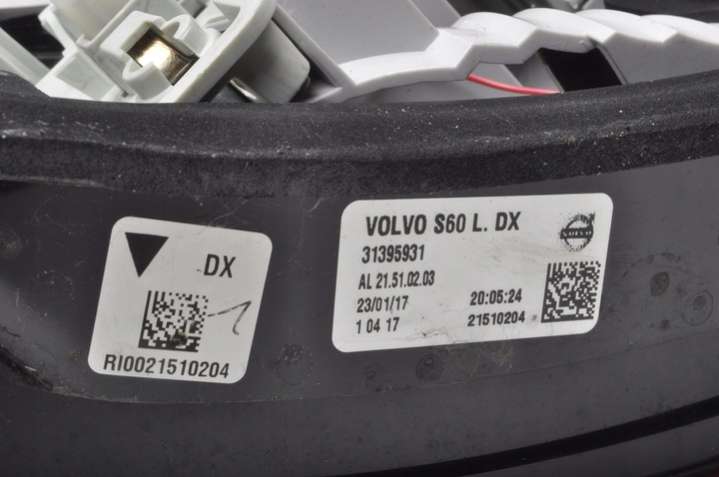 DX
RI0021510204
VOLVO S60 L. DX
VOLVO
31395931
AL 21.51.02.03
23/01/17 20:05:24
1 04 17 21510204